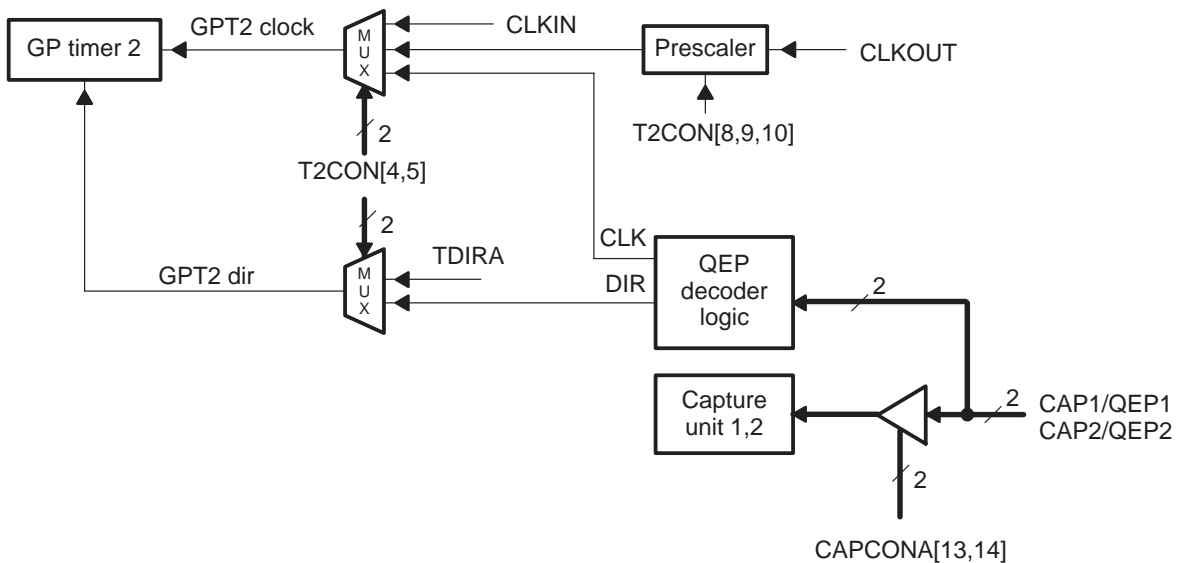 GPT2 clock
CLKIN
GP timer 2
MUX
Prescaler
CLKOUT
2
T2CON[8,9,10]
T2CON[4,5]
2
CLK
TDIRA
QEP
decoder
logic
GPT2 dir
MUX
DIR
2
Capture
unit 1,2
2
CAP1/QEP1
CAP2/QEP2
2
CAPCONA[13,14]